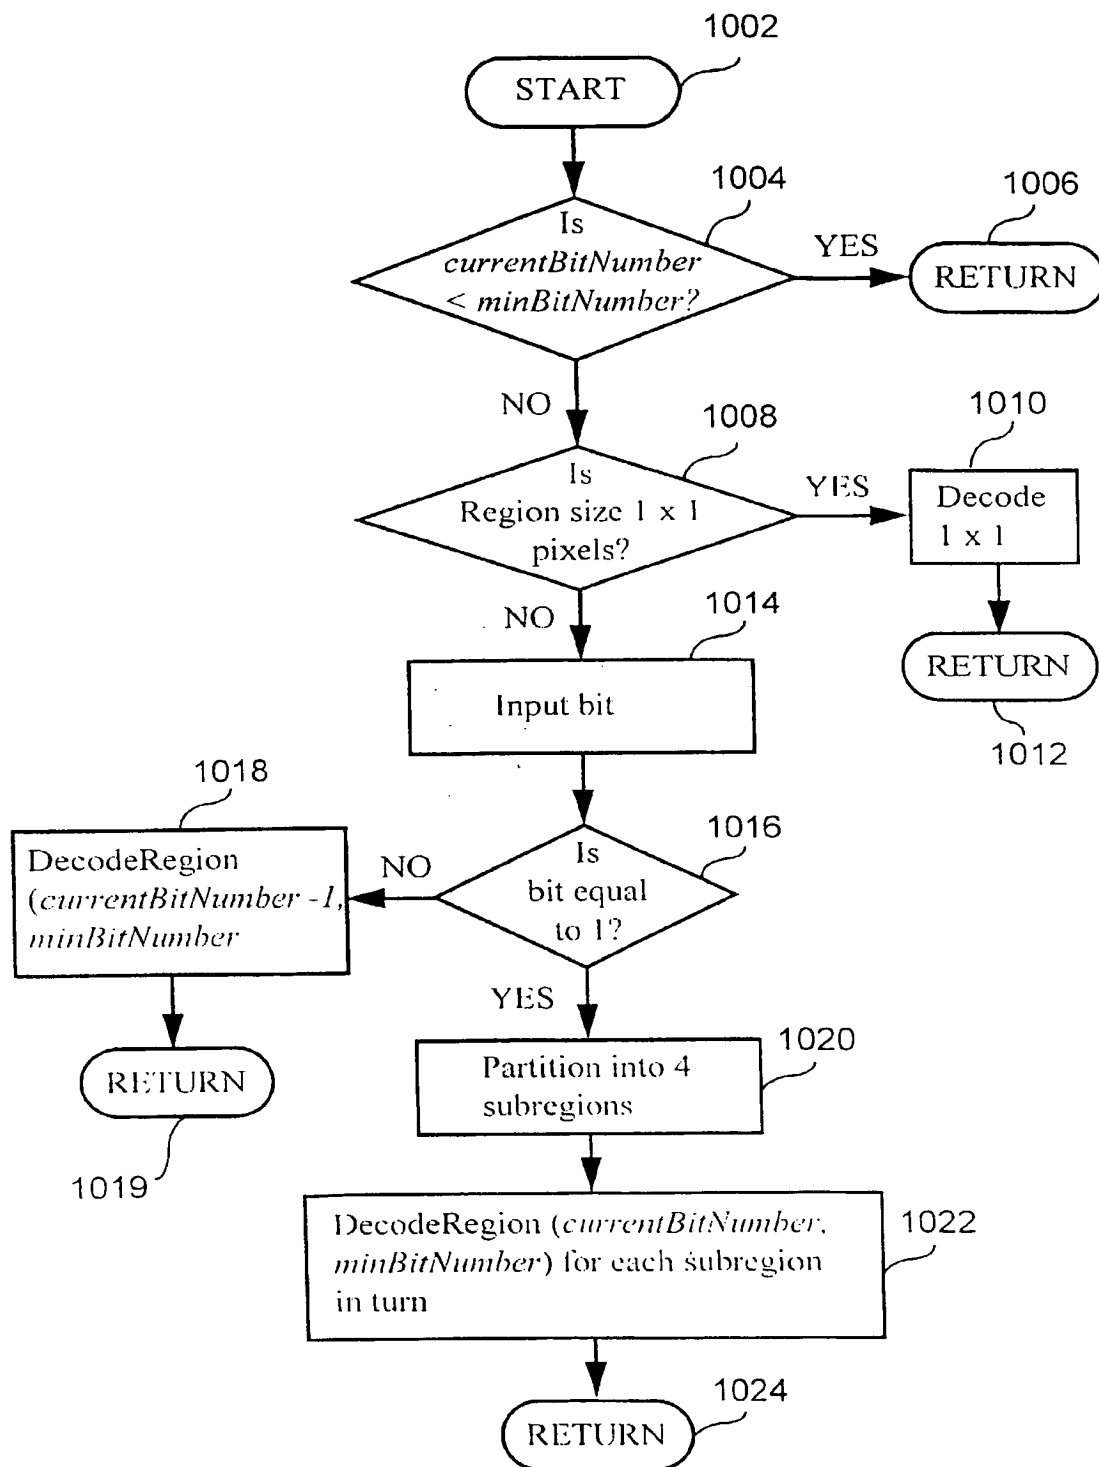 1002
START
1004
Is
currentBitNumber
< minBitNumber?
YES
1006
RETURN
NO
1008
Is
Region size 1 x 1
pixels?
YES
1010
Decode
1 x 1
RETURN
1012
NO
1014
Input bit
1016
Is
bit equal
to 1?
NO
1018
DecodeRegion
(currentBitNumber -1,
minBitNumber
RETURN
1019
YES
1020
Partition into 4
subregions
1022
DecodeRegion (currentBitNumber,
minBitNumber) for each subregion
in turn
1024
RETURN